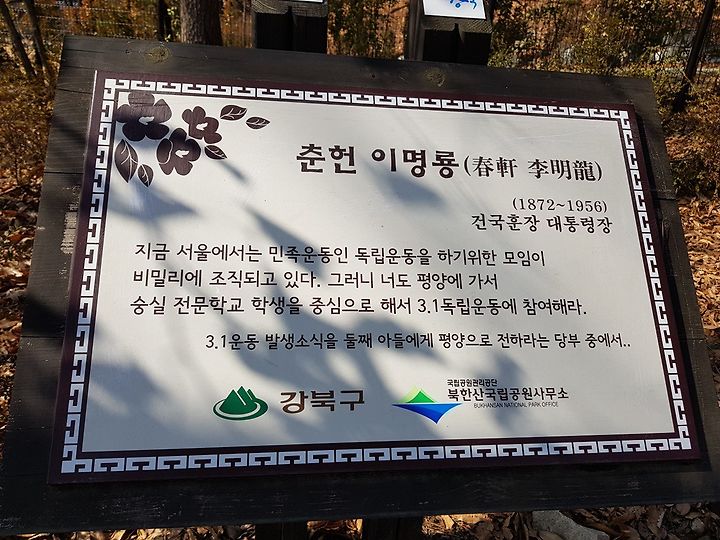 춘헌 이명룡(春軒 李明龍)
(1872~1956)
건국훈장 대통령장
지금 서울에서는 민족운동인 독립운동을 하기위한 모임이
비밀리에 조직되고 있다. 그러니 너도 평양에 가서
숭실 전문학교 학생을 중심으로 해서 3.1독립운동에 참여해라.
3.1운동 발생소식을 둘째 아들에게 평양으로 전하라는 당부 중에서..
강북구
국립공원관리공단
북한산국립공원사무소
BUKHANSAN NATIONAL PARK OFFICE